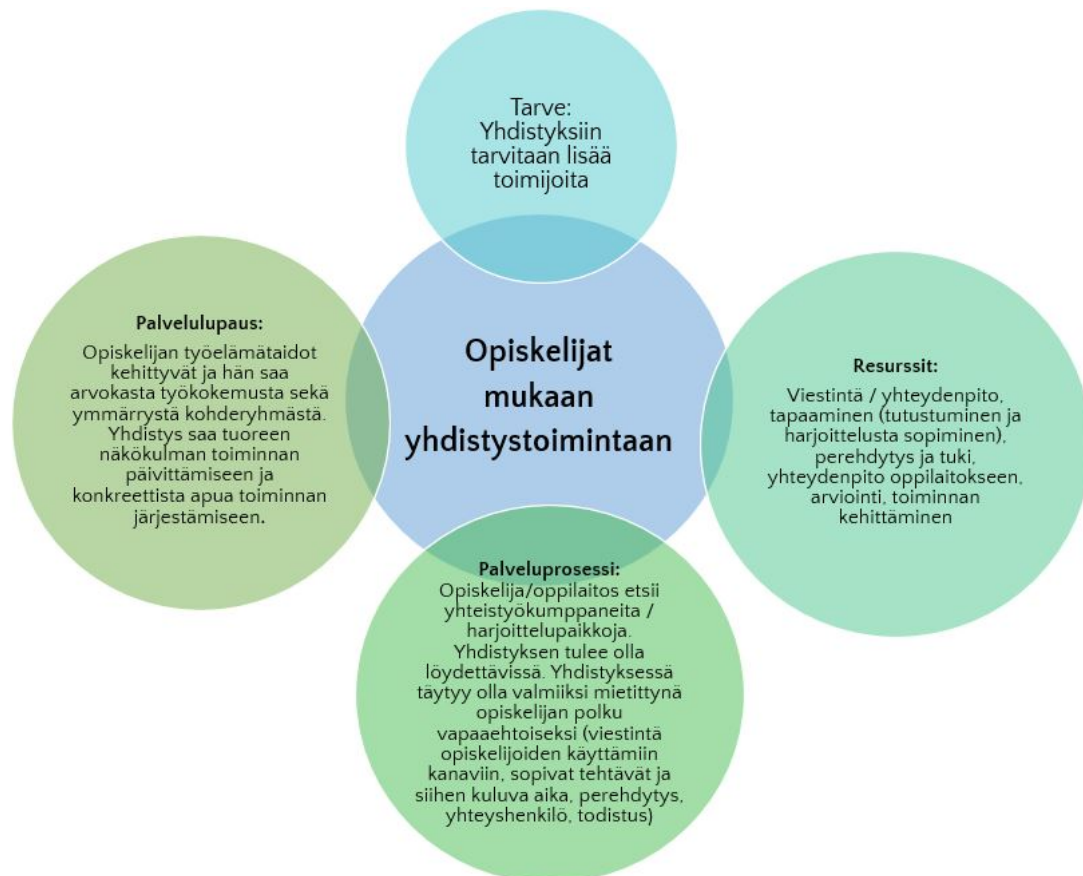 Tarve:
Yhdistyksiin
tarvitaan lisää
toimijoita
Palvelulupaus:
Opiskelijan työelämätaidot
kehittyvät ja hän saa
arvokasta työkokemusta sekä
ymmärrystä kohderyhmästä.
Yhdistys saa tuoreen
näkökulman toiminnan
päivittämiseen ja
konkreettista apua toiminnan
järjestämiseen.
Opiskelijat
mukaan
yhdistystoimintaan
Resurssit:
Viestintä / yhteydenpito,
tapaaminen (tutustuminen ja
harjoittelusta sopiminen),
perehdytys ja tuki,
yhteydenpito oppilaitokseen,
arviointi, toiminnan
kehittäminen
Palveluprosessi:
Opiskelija/oppilaitos etsii
yhteistyökumppaneita /
harjoittelupaikkoja.
Yhdistyksen tulee olla
löydettävissä. Yhdistyksessä
täytyy olla valmiiksi mietittynä
opiskelijan polku
vapaaehtoiseksi (viestintä
opiskelijoiden käyttämiin
kanaviin, sopivat tehtävät ja
siihen kuluva aika, perehdytys,
yhteyshenkilö, todistus)